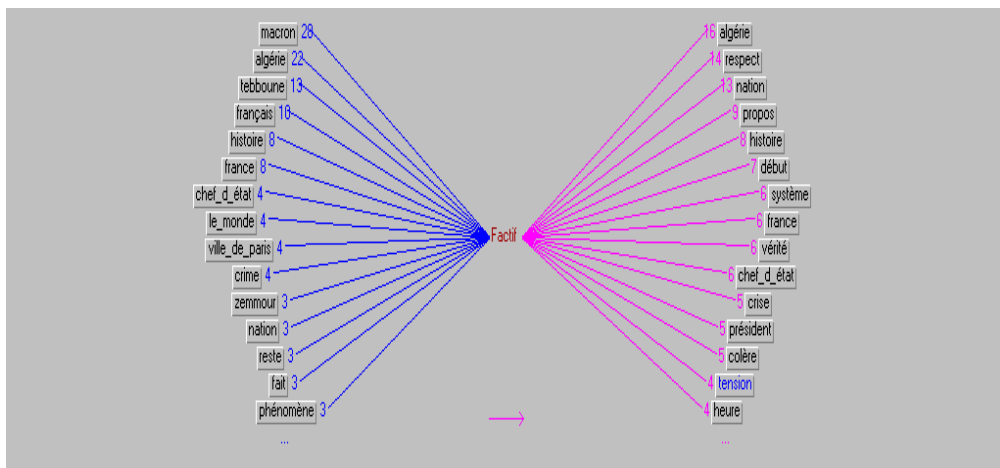 macron 28
algérie 22
tebboune 13
français 10
histoire 8
france 8
chef_d_état 4
le_monde 4
ville_de_paris 4
crime 4
zemmour 3
nation 3
reste 3
fait 3
phénomène 3
...
Factif
16 algérie
14 respect
13 nation
9 propos
8 histoire
7 début
6 système
6 france
6 vérité
6 chef_d_état
5 crise
5 président
5 colère
4 tension
4 heure
...